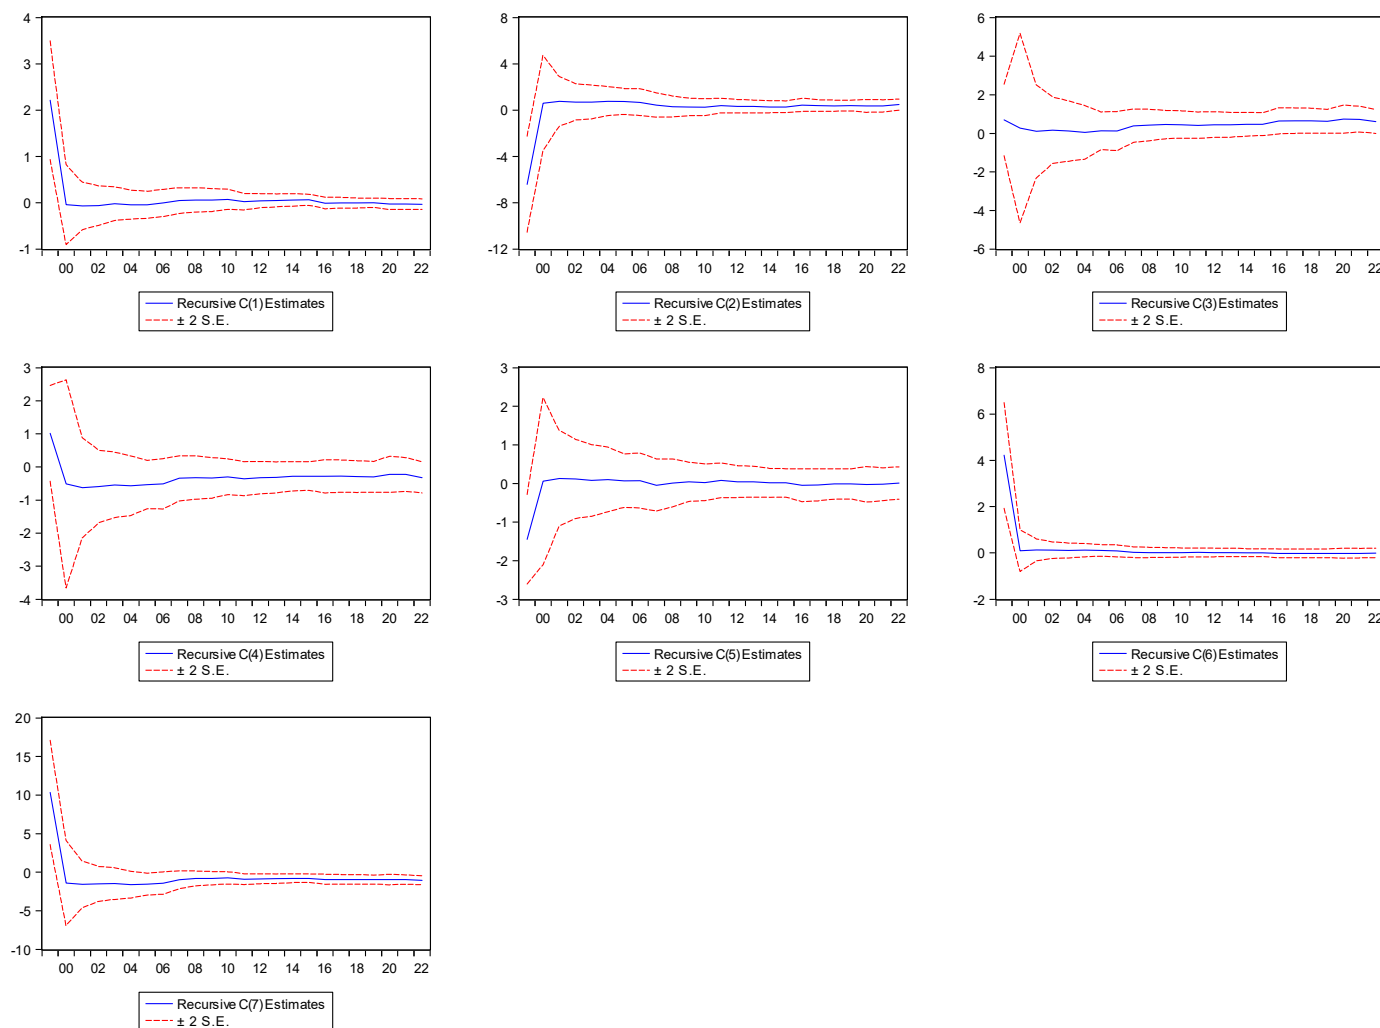 4
3
2
1
0
-1
00 02 04 06 08 10 12 14 16 18 20 22
Recursive C(1) Estimates
± 2 S.E.
8
4
0
-4
-8
-12
00 02 04 06 08 10 12 14 16 18 20 22
Recursive C(2) Estimates
± 2 S.E.
6
4
2
0
-2
-4
-6
00 02 04 06 08 10 12 14 16 18 20 22
Recursive C(3) Estimates
± 2 S.E.
3
2
1
0
-1
-2
-3
-4
00 02 04 06 08 10 12 14 16 18 20 22
Recursive C(4) Estimates
± 2 S.E.
3
2
1
0
-1
-2
-3
00 02 04 06 08 10 12 14 16 18 20 22
Recursive C(5) Estimates
± 2 S.E.
8
6
4
2
0
-2
00 02 04 06 08 10 12 14 16 18 20 22
Recursive C(6) Estimates
± 2 S.E.
20
15
10
5
0
-5
-10
00 02 04 06 08 10 12 14 16 18 20 22
Recursive C(7) Estimates
± 2 S.E.